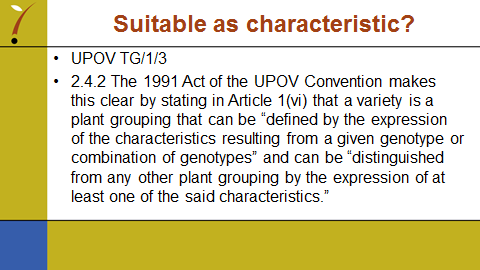 Suitable as characteristic?
• UPOV TG/1/3
• 2.4.2 The 1991 Act of the UPOV Convention makes
this clear by stating in Article 1(vi) that a variety is a
plant grouping that can be “defined by the expression
of the characteristics resulting from a given genotype or
combination of genotypes” and can be “distinguished
from any other plant grouping by the expression of at
least one of the said characteristics.”